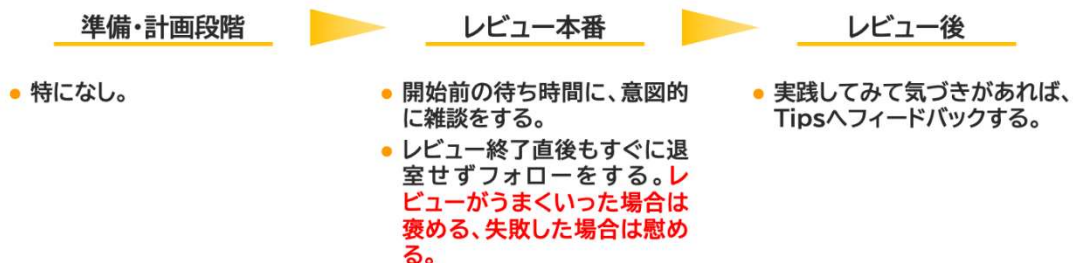 準備・計画段階
レビュー本番
レビュー後
● 特になし。
● 開始前の待ち時間に、意図的
に雑談をする。
● レビュー終了直後もすぐに退
室せずフォローをする。レ
ビューがうまくいった場合は
褒める、失敗した場合は慰め
る。
● 実践してみて気づきがあれば、
Tipsへフィードバックする。